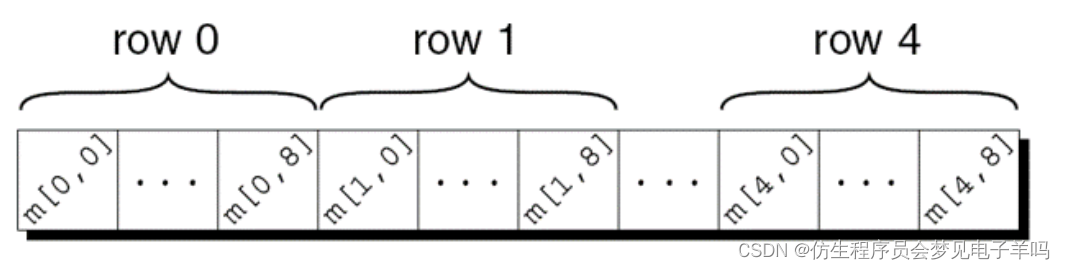 row 0 row 1 row 4
m[0,0] ... m[0,8] m[1,0] ... m[1,8] ... m[4,0] ... m[4,8]
CSDN @仿生程序员会梦见电子羊吗